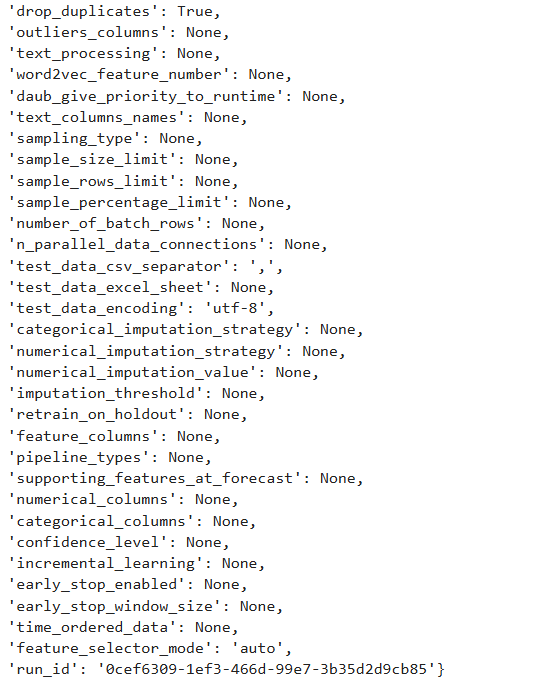 'drop_duplicates': True,
'outliers_columns': None,
'text_processing': None,
'word2vec_feature_number': None,
'daub_give_priority_to_runtime': None,
'text_columns_names': None,
'sampling_type': None,
'sample_size_limit': None,
'sample_rows_limit': None,
'sample_percentage_limit': None,
'number_of_batch_rows': None,
'n_parallel_data_connections': None,
'test_data_csv_separator': ',',
'test_data_excel_sheet': None,
'test_data_encoding': 'utf-8',
'categorical_imputation_strategy': None,
'numerical_imputation_strategy': None,
'numerical_imputation_value': None,
'imputation_threshold': None,
'retrain_on_holdout': None,
'feature_columns': None,
'pipeline_types': None,
'supporting_features_at_forecast': None,
'numerical_columns': None,
'categorical_columns': None,
'confidence_level': None,
'incremental_learning': None,
'early_stop_enabled': None,
'early_stop_window_size': None,
'time_ordered_data': None,
'feature_selector_mode': 'auto',
'run_id': '0cef6309-1ef3-466d-99e7-3b35d2d9cb85'}